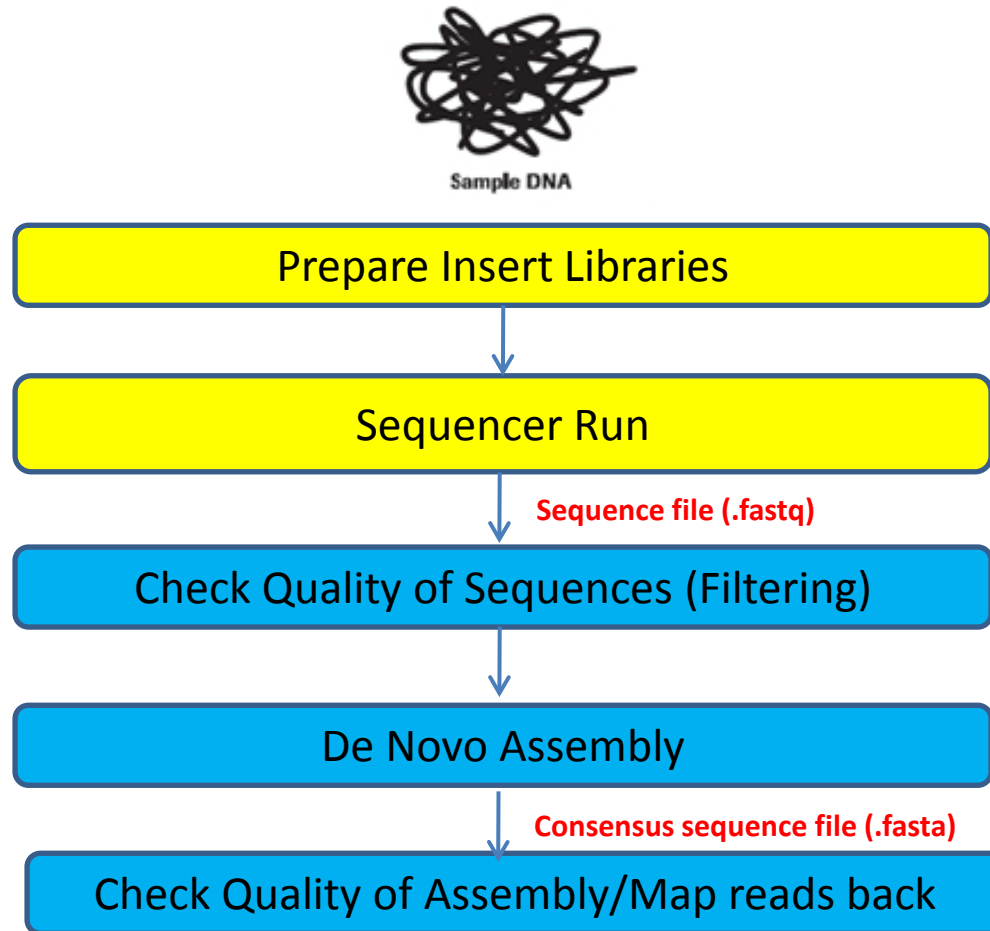 Sample DNA
Prepare Insert Libraries
Sequencer Run
Sequence file (.fastq)
Check Quality of Sequences (Filtering)
De Novo Assembly
Consensus sequence file (.fasta)
Check Quality of Assembly/Map reads back